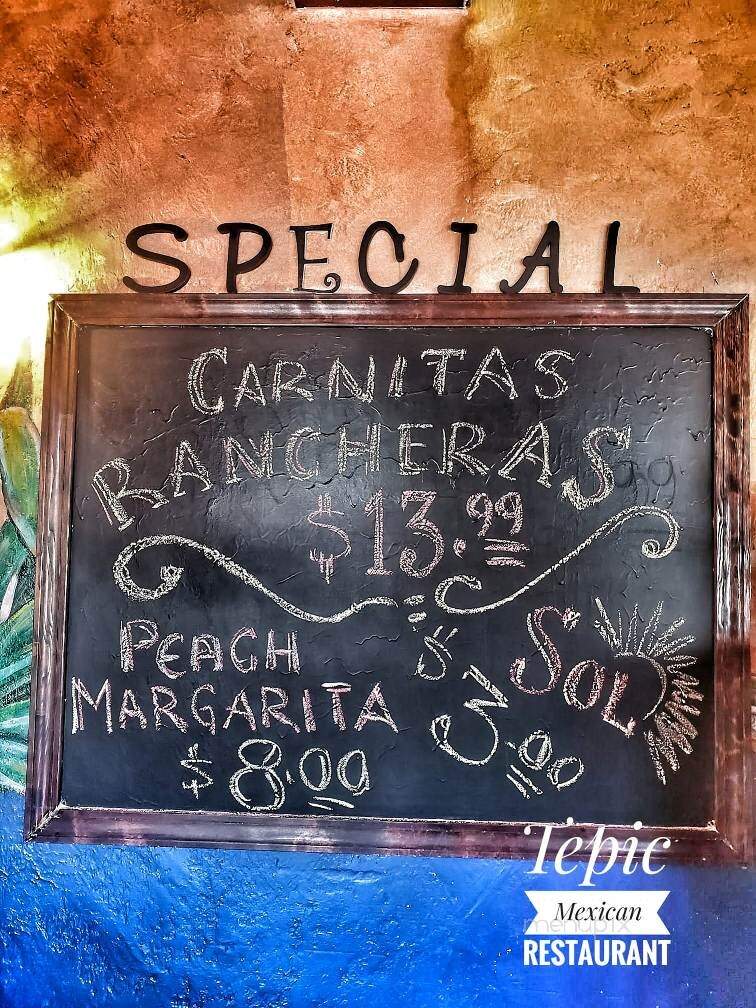 SPECIAL
CARNITAS
RANCHERAS
$13.99
PEACH
MARGARITA
$8.00
SOL
$3.00
Tepic
Mexican
RESTAURANT